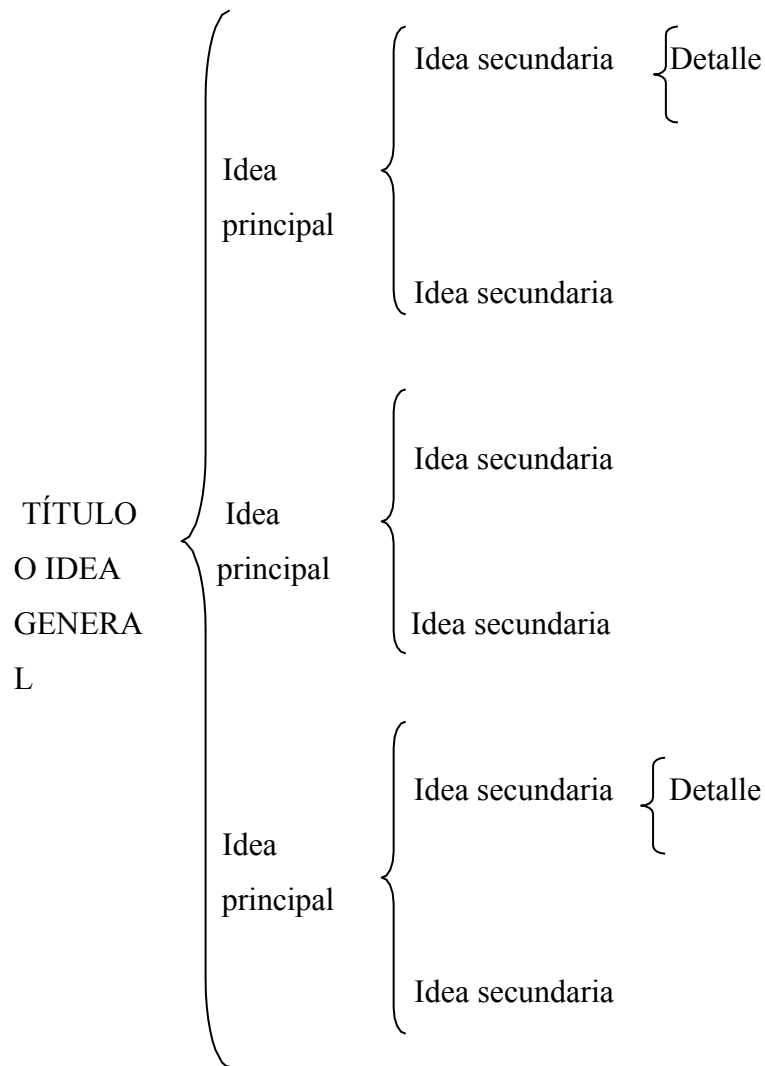 Idea secundaria
Detalle
Idea
principal
Idea secundaria
Idea secundaria
TÍTULO
O IDEA
GENERA
L
Idea
principal
Idea secundaria
Idea secundaria
Detalle
Idea
principal
Idea secundaria